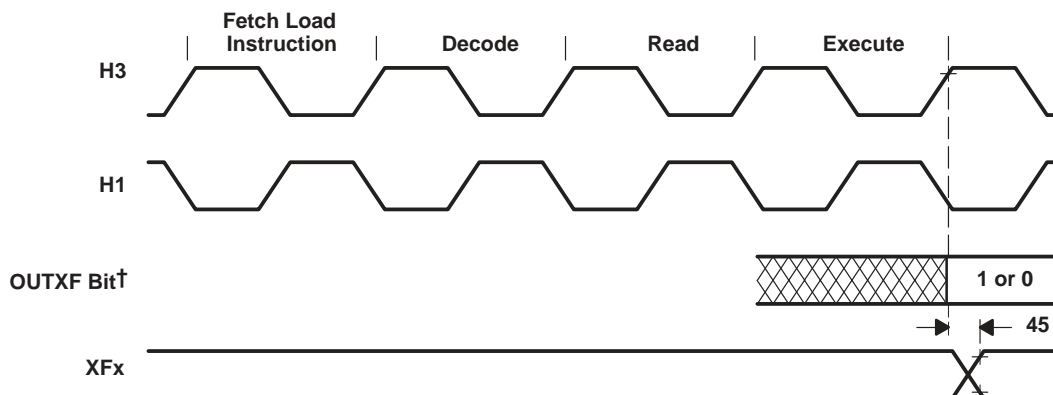 Fetch Load
Instruction
Decode
Read
Execute
H3
H1
OUTXF Bit†
1 or 0
45
XFx